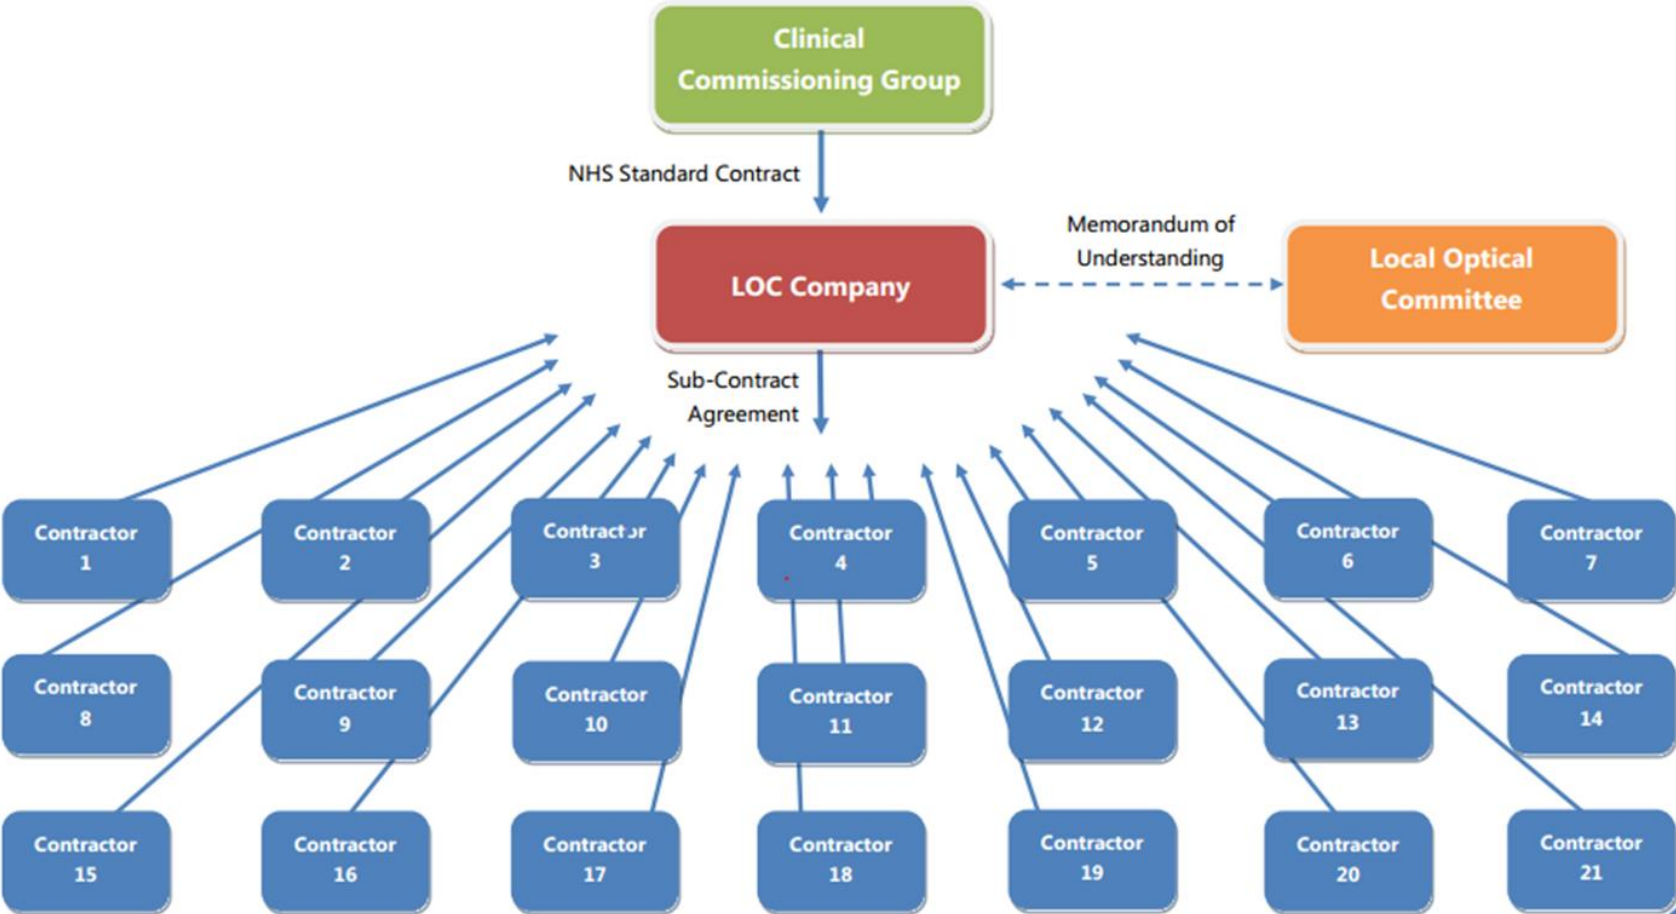 Clinical
Commissioning Group
NHS Standard Contract
Memorandum of
Understanding
LOC Company
Local Optical
Committee
Sub-Contract
Agreement
Contractor
1
Contractor
2
Contractor
3
Contractor
4
Contractor
5
Contractor
6
Contractor
7
Contractor
8
Contractor
9
Contractor
10
Contractor
11
Contractor
12
Contractor
13
Contractor
14
Contractor
15
Contractor
16
Contractor
17
Contractor
18
Contractor
19
Contractor
20
Contractor
21